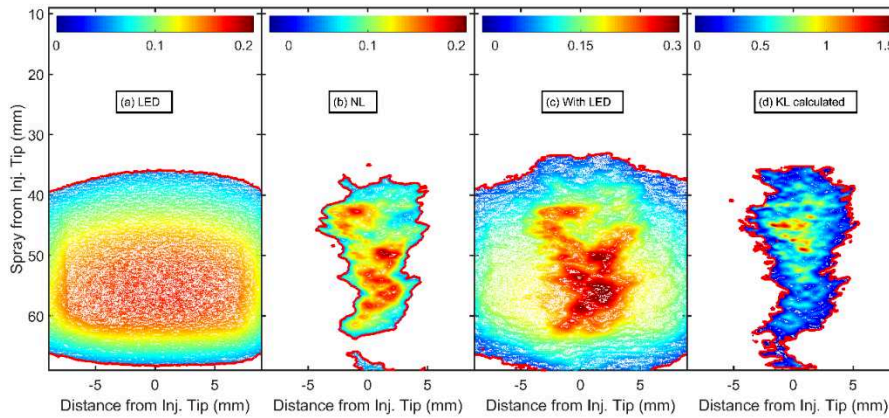 10
20
30
40
50
60
Spray from Inj. Tip (mm)
0 0.1 0.2
(a) LED
-5 0 5
Distance from Inj. Tip (mm)
0 0.1 0.2
(b) NL
-5 0 5
Distance from Inj. Tip (mm)
0 0.15 0.3
(c) With LED
-5 0 5
Distance from Inj. Tip (mm)
0 0.5 1 1.5
(d) KL calculated
-5 0 5
Distance from Inj. Tip (mm)